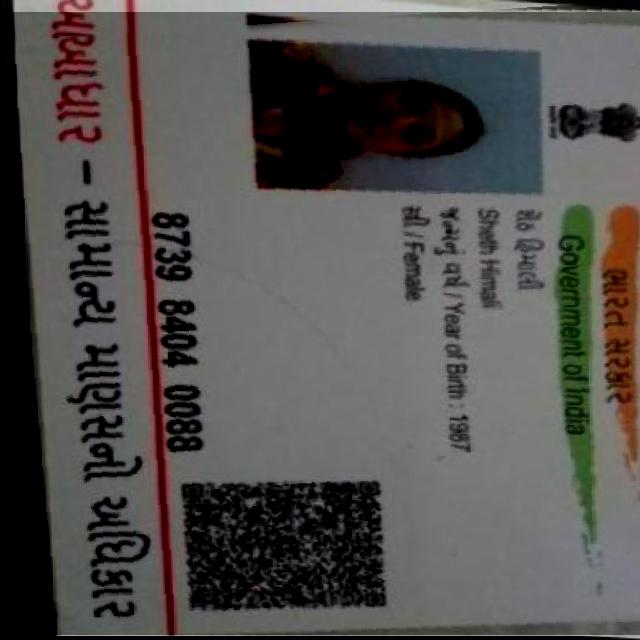 ભારત સરકાર
Government of India
શેઠ હિમાલી
Sheth Himali
જન્મનું વર્ષ / Year of Birth : 1987
સ્ત્રી / Female
8739 8404 0088
આધાર – સામાન્ય માણસનો અધિકાર